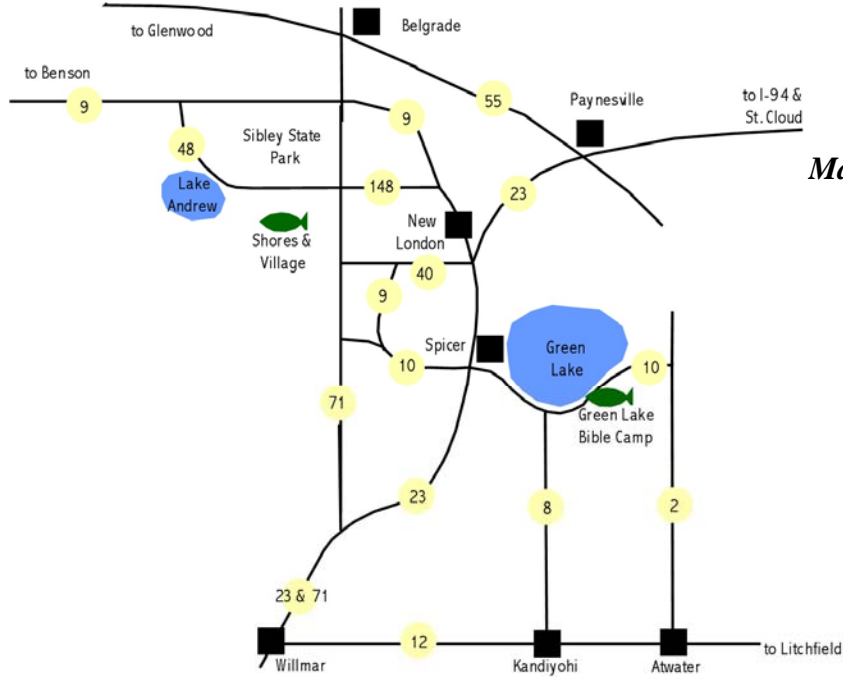 to Glenwood
Belgrade
to Benson
9
55
9
Paynesville
to I-94 &
St. Cloud
Sibley State
Park
48
148
23
Lake
Andrew
New
London
Shores &
Village
40
9
Spicer
Green
Lake
10
10
71
Green Lake
Bible Camp
23
8
2
23 & 71
12
to Litchfield
Willmar
Kandiyohi
Atwater